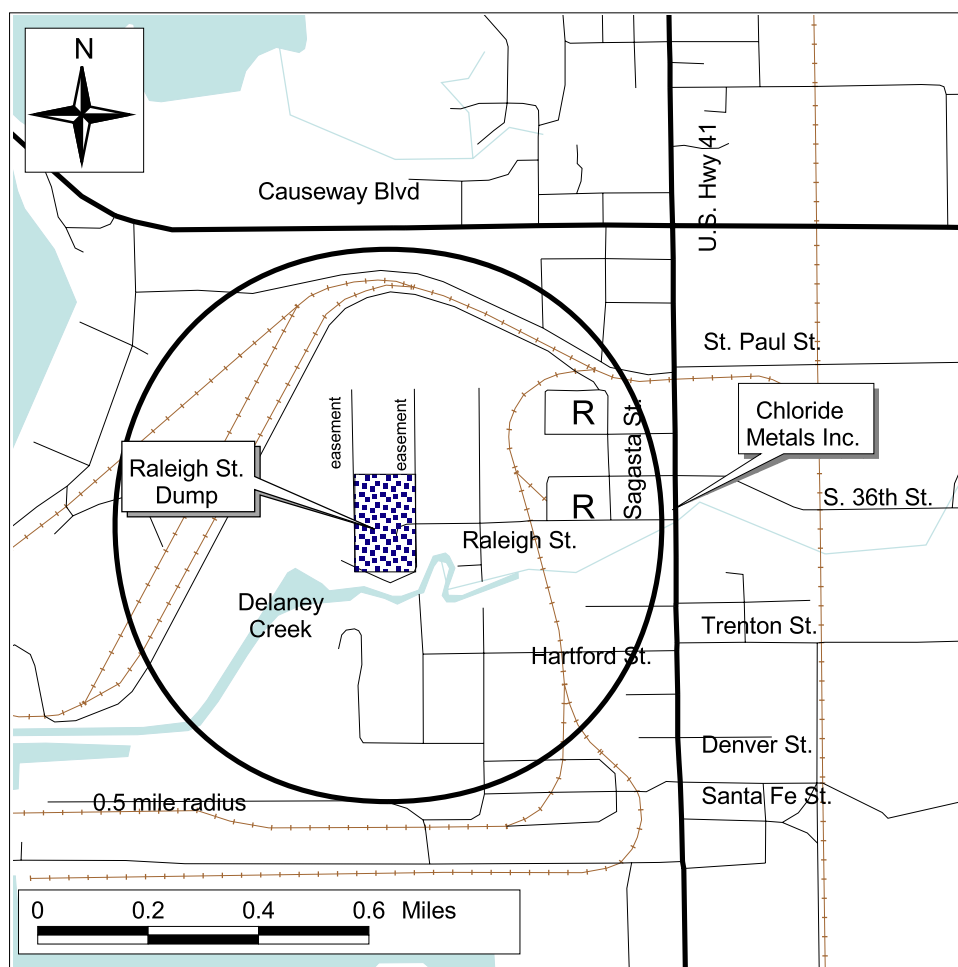 N
Causeway Blvd
U.S. Hwy 41
St. Paul St.
Chloride
Metals Inc.
easement
easement
R
Sagasta St.
Raleigh St.
Dump
R
S. 36th St.
Raleigh St.
Delaney
Creek
Trenton St.
Hartford St.
Denver St.
Santa Fe St.
0.5 mile radius
0 0.2 0.4 0.6 Miles